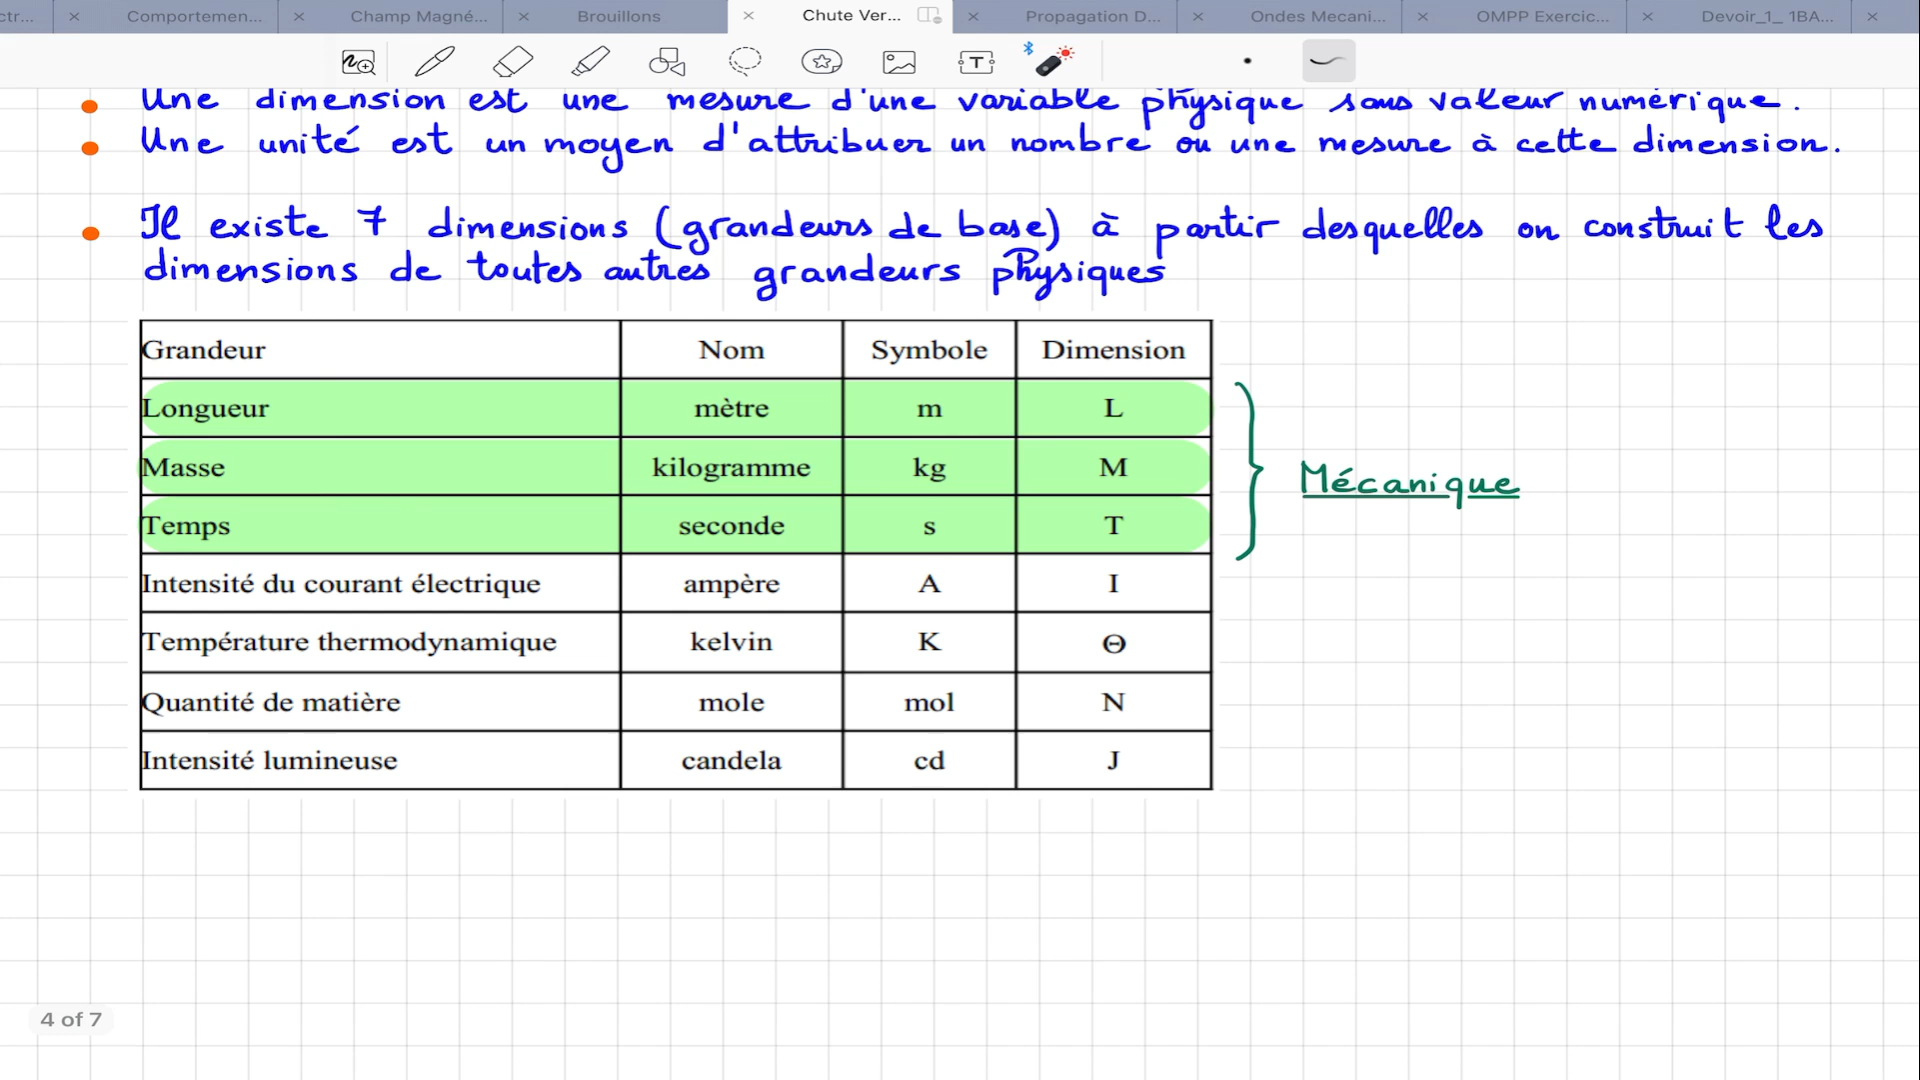 ctr...
Comportemen...
Champ Magné...
Brouillons
Chute Ver...
Propagation D...
Ondes Mecani...
OMPP Exercic...
Devoir_1_ 1BA...
Une dimension est une mesure d'une variable physique sans valeur numérique.
Une unité est un moyen d'attribuer un nombre ou une mesure à cette dimension.
Il existe 7 dimensions (grandeurs de base) à partir desquelles on construit les
dimensions de toutes autres grandeurs physiques
Grandeur Nom Symbole Dimension
Longueur mètre m L
Masse kilogramme kg M
Temps seconde s T
Mécanique
Intensité du courant électrique ampère A I
Température thermodynamique kelvin K Θ
Quantité de matière mole mol N
Intensité lumineuse candela cd J
4 of 7